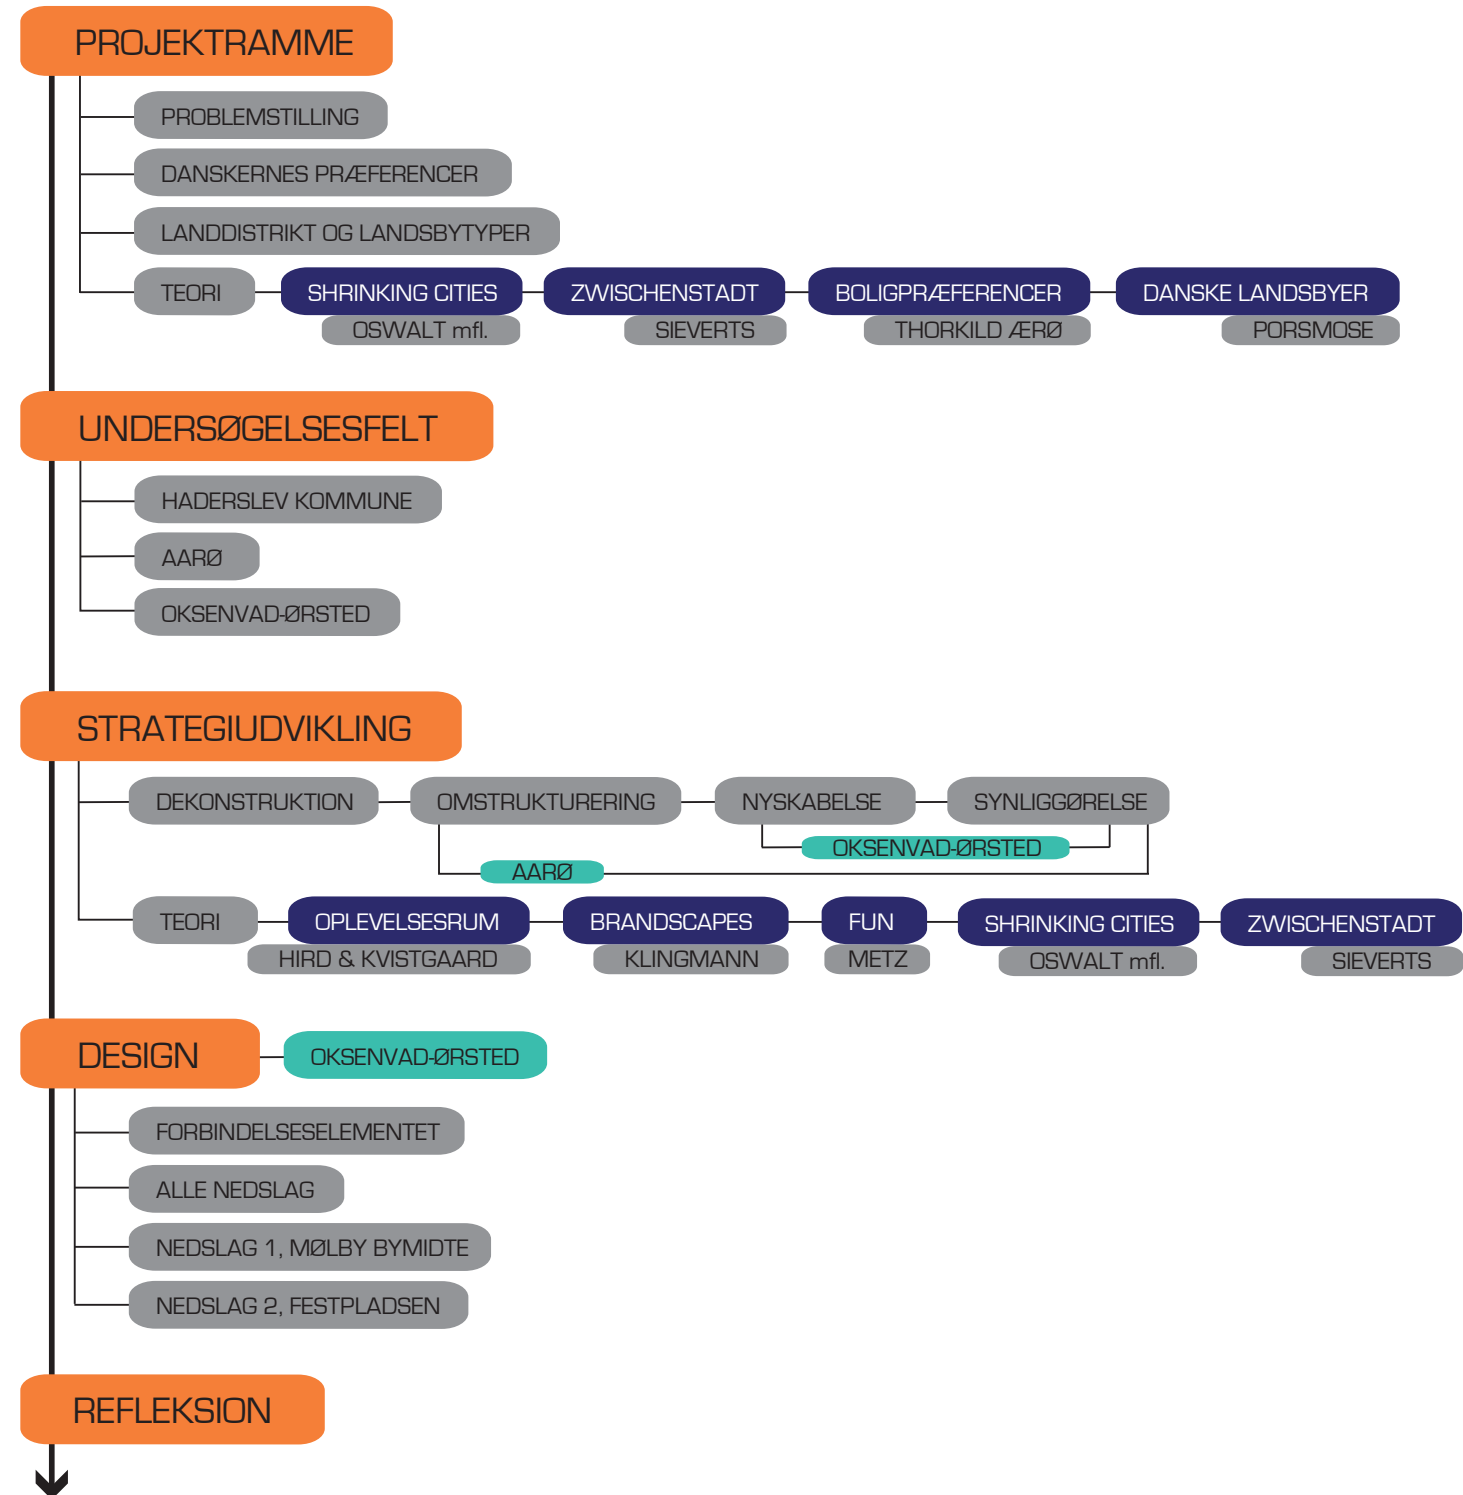 PROJEKTRAMME
PROBLEMSTILLING
DANSKERNES PRÆFERENCER
LANDDISTRIKT OG LANDSBYTYPER
TEORI SHRINKING CITIES ZWISCHENSTADT BOLIGPRÆFERENCER DANSKE LANDSBYER
OSWALT mfl. SIEVERTS THORKILD ÆRØ PORSMOSE
UNDERSØGELSESFELT
HADERSLEV KOMMUNE
AARØ
OKSENVAD-ØRSTED
STRATEGIUDVIKLING
DEKONSTRUKTION OMSTRUKTURERING NYSKABELSE SYNLIGGØRELSE
OKSENVAD-ØRSTED
AARØ
TEORI OPLEVELSESRUM BRANDSCAPES FUN SHRINKING CITIES ZWISCHENSTADT
HIRD & KVISTGAARD KLINGMANN METZ OSWALT mfl. SIEVERTS
DESIGN OKSENVAD-ØRSTED
FORBINDELSESELEMENTET
ALLE NEDSLAG
NEDSLAG 1, MØLBY BYMIDTE
NEDSLAG 2, FESTPLADSEN
REFLEKSION